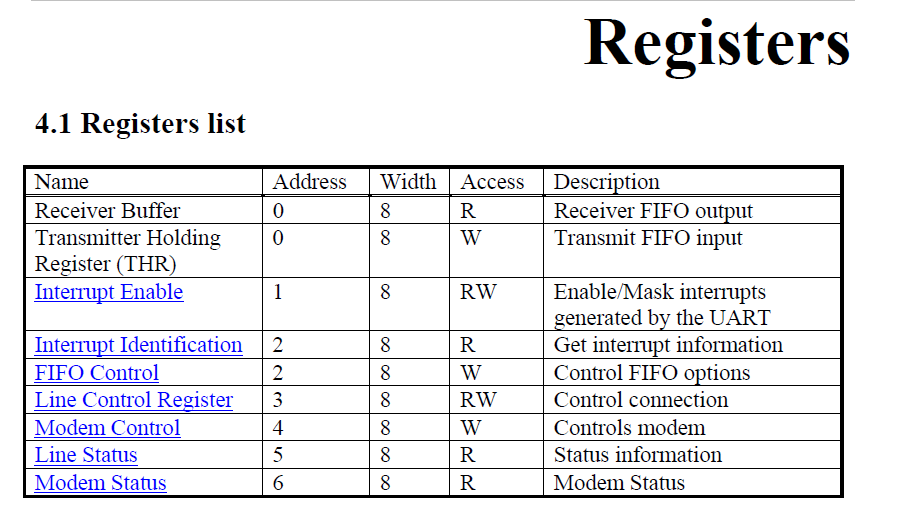 Registers
4.1 Registers list
Name Address Width Access Description
Receiver Buffer 0 8 R Receiver FIFO output
Transmitter Holding 0 8 W Transmit FIFO input
Register (THR)
Interrupt Enable 1 8 RW Enable/Mask interrupts
generated by the UART
Interrupt Identification 2 8 R Get interrupt information
FIFO Control 2 8 W Control FIFO options
Line Control Register 3 8 RW Control connection
Modem Control 4 8 W Controls modem
Line Status 5 8 R Status information
Modem Status 6 8 R Modem Status